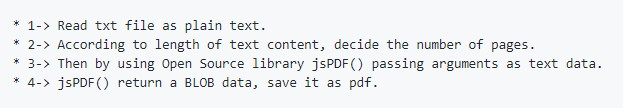 * 1-> Read txt file as plain text.
* 2-> According to length of text content, decide the number of pages.
* 3-> Then by using Open Source library jsPDF() passing arguments as text data.
* 4-> jsPDF() return a BLOB data, save it as pdf.